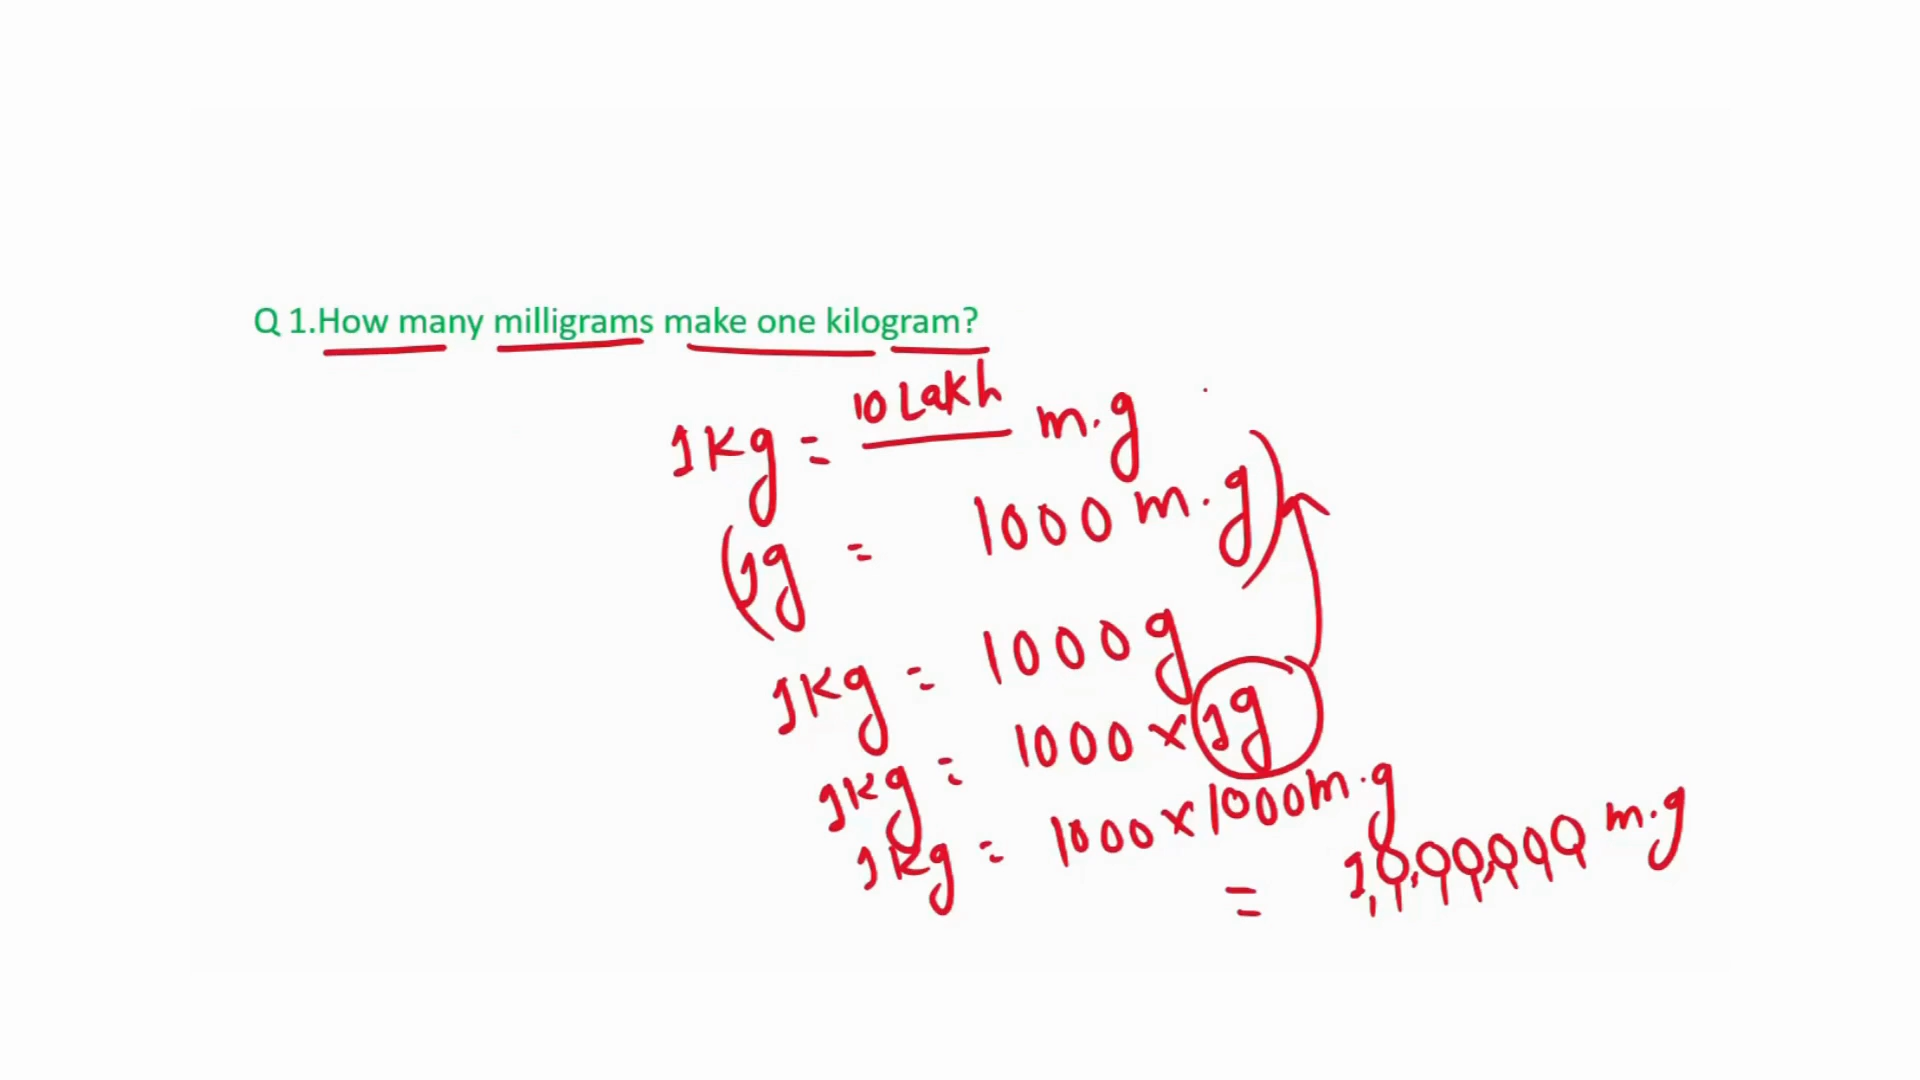 Q 1.How many milligrams make one kilogram?
1Kg = 10 Lakh m.g
(1g = 1000 m.g)
1Kg = 1000g
1Kg = 1000 x 1g
1Kg = 1000 x 1000m.g
= 10,00,000 m.g